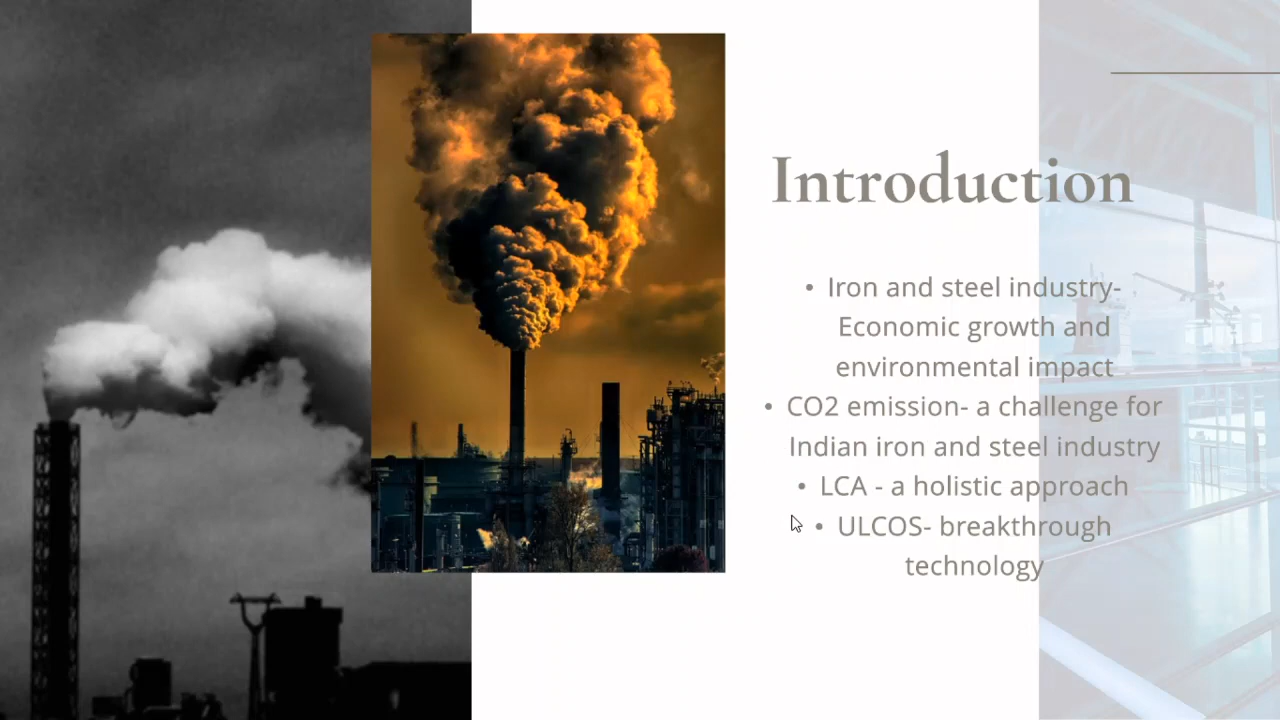 Introduction
• Iron and steel industry-
Economic growth and
environmental impact
• CO2 emission- a challenge for
Indian iron and steel industry
• LCA - a holistic approach
• ULCOS- breakthrough
technology